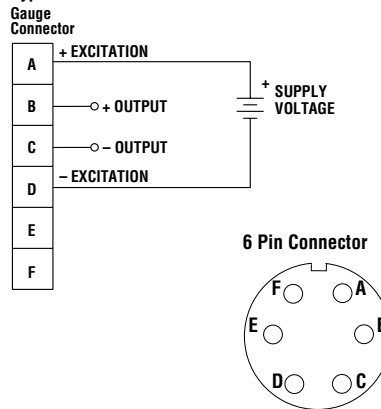 Gauge
Connector
A
+ EXCITATION
+ SUPPLY
VOLTAGE
B
+ OUTPUT
C
– OUTPUT
D
– EXCITATION
E
F
6 Pin Connector
F A
E
D C